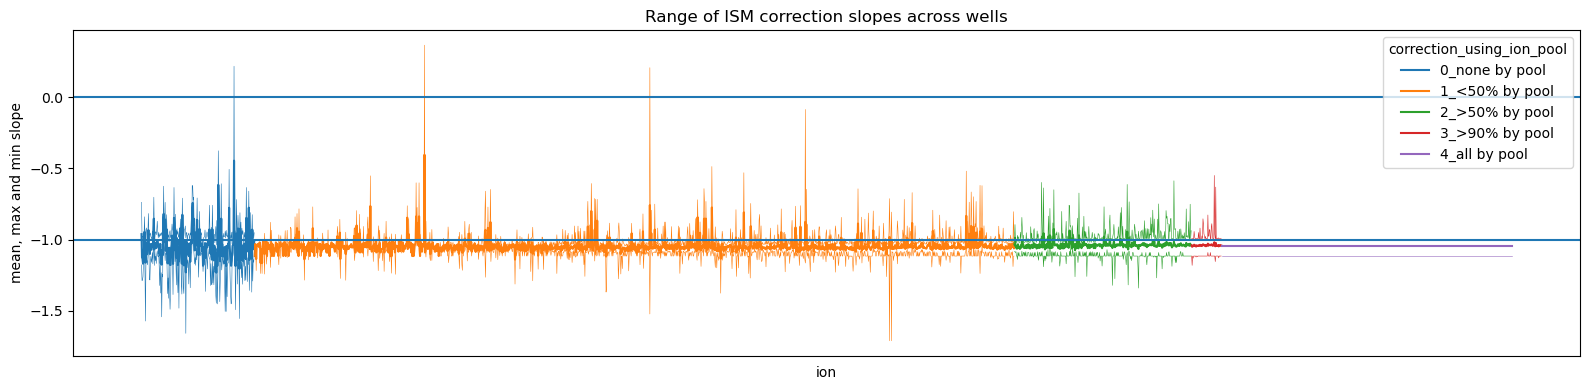 Range of ISM correction slopes across wells
mean, max and min slope
0.0
−0.5
−1.0
−1.5
correction_using_ion_pool
0_none by pool
1_<50% by pool
2_>50% by pool
3_>90% by pool
4_all by pool
ion